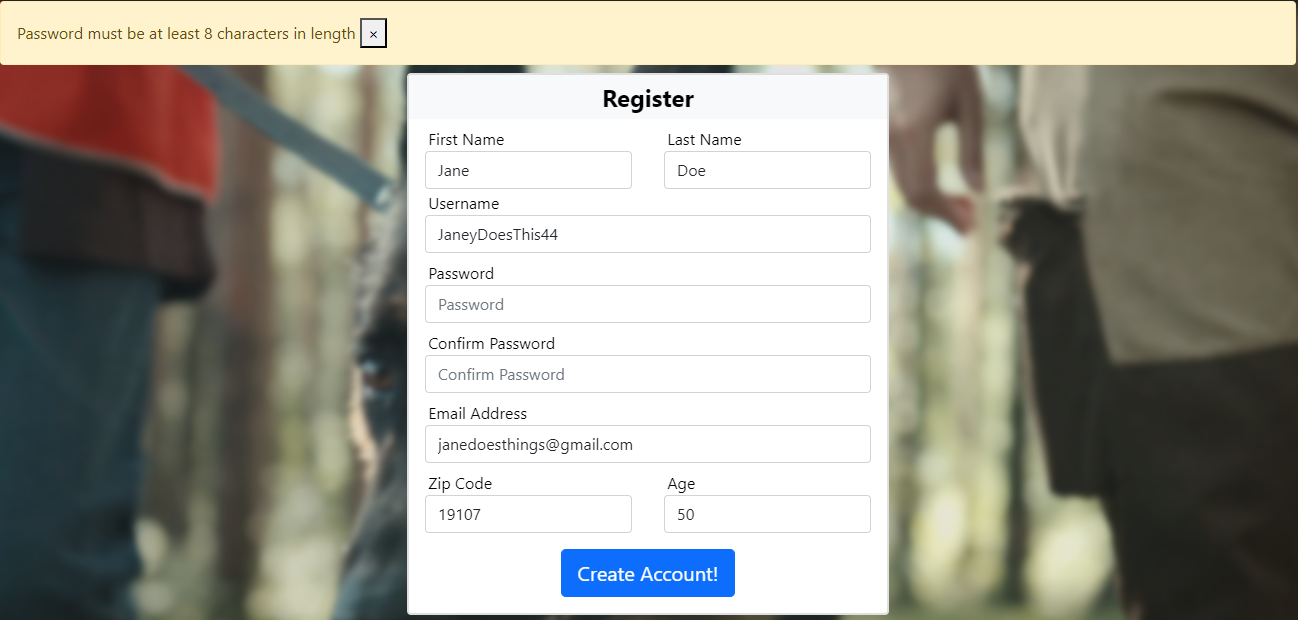 Password must be at least 8 characters in length ×
Register
First Name Last Name
Jane Doe
Username
JaneyDoesThis44
Password
Password
Confirm Password
Confirm Password
Email Address
janedoesthings@gmail.com
Zip Code Age
19107 50
Create Account!